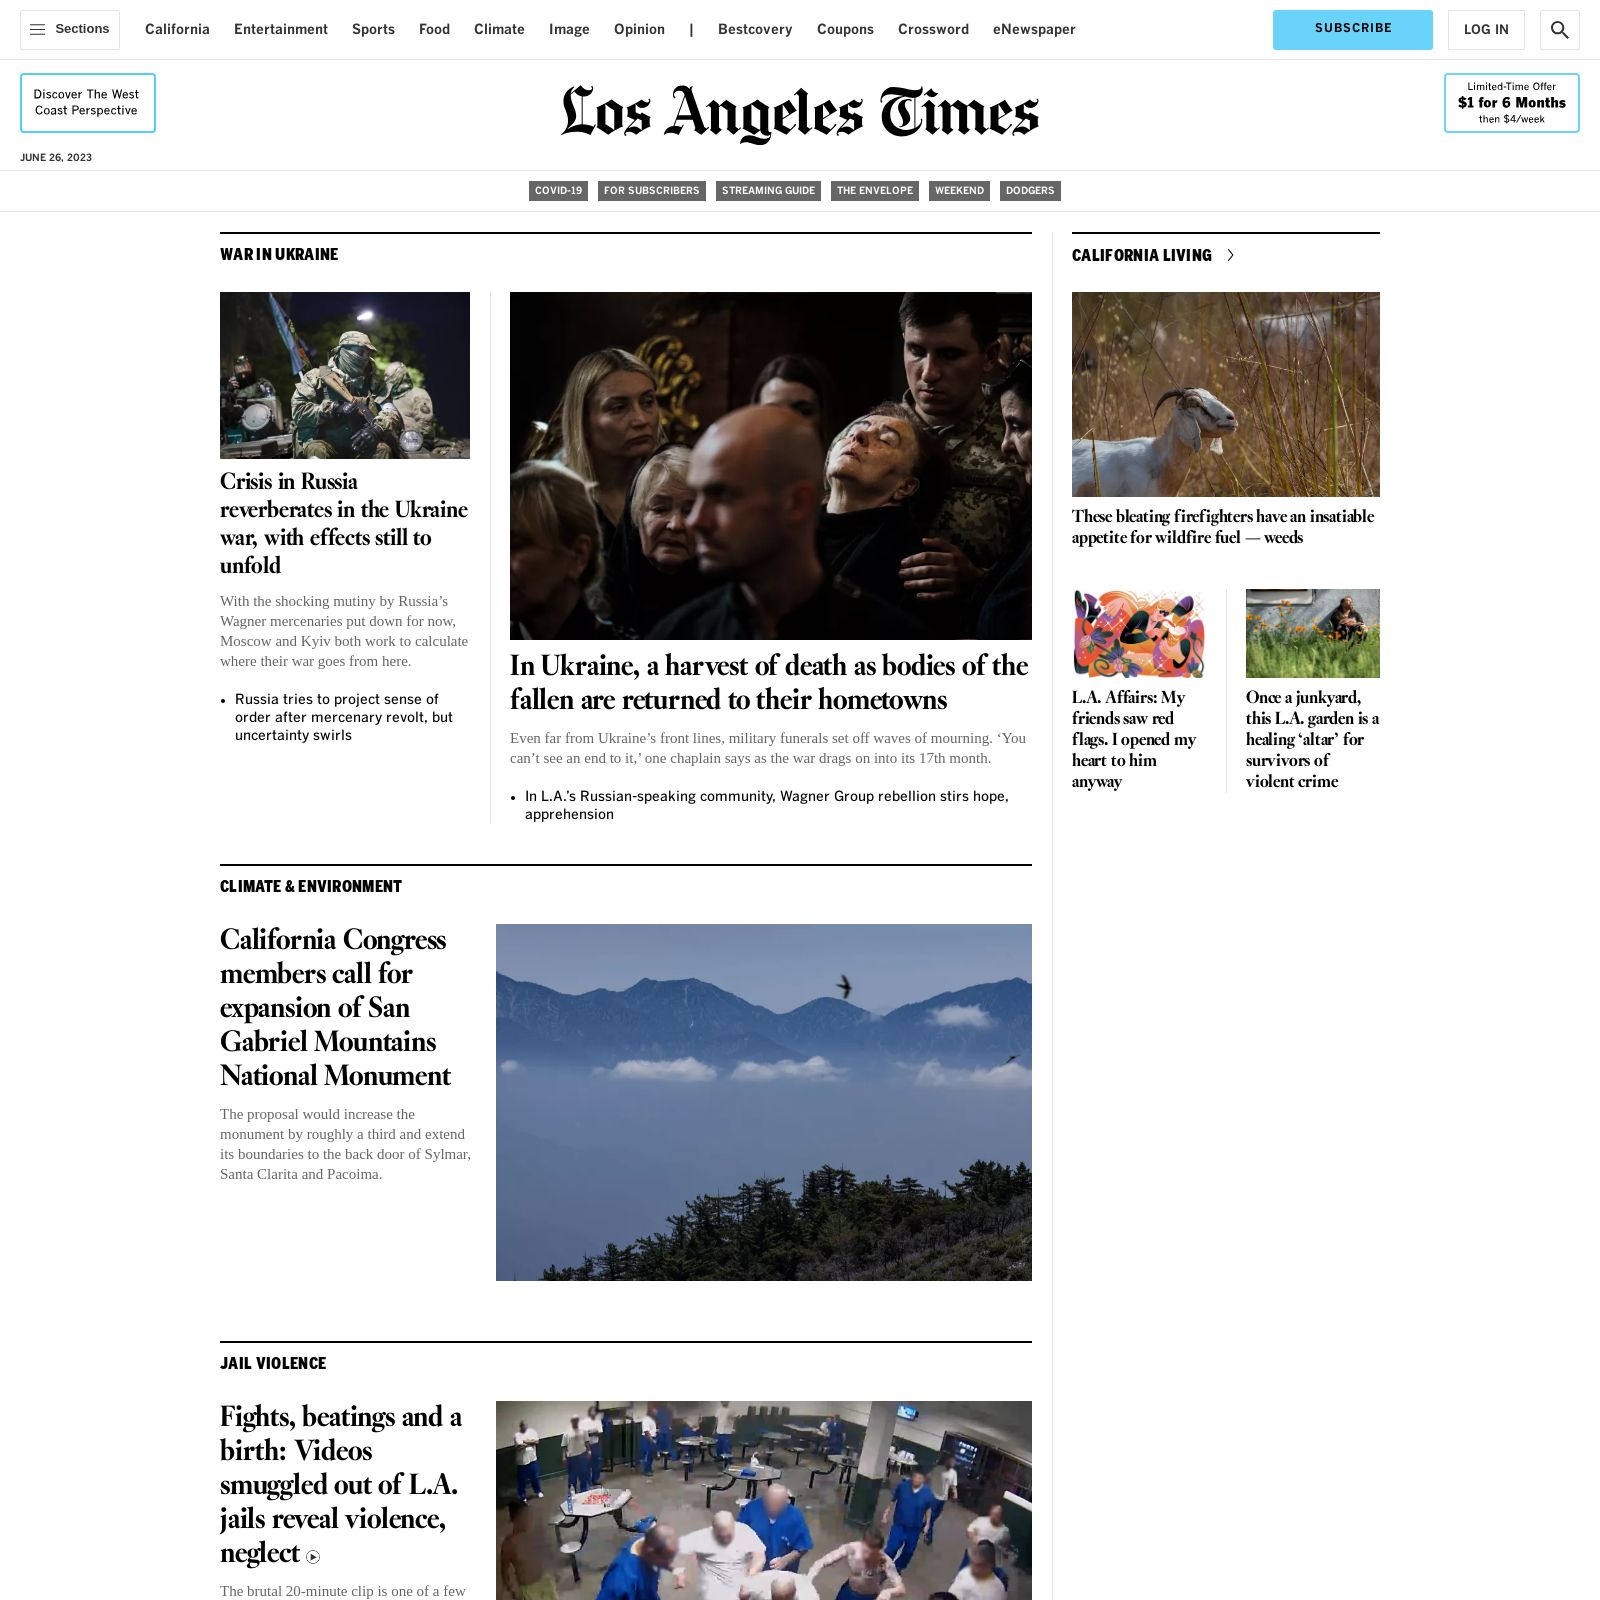 Sections
California
Entertainment
Sports
Food
Climate
Image
Opinion
|
Bestcovery
Coupons
Crossword
eNewspaper
SUBSCRIBE
LOG IN
Discover The West
Coast Perspective
Los Angeles Times
Limited-Time Offer
$1 for 6 Months
then $4/week
JUNE 26, 2023
COVID-19
FOR SUBSCRIBERS
STREAMING GUIDE
THE ENVELOPE
WEEKEND
DODGERS
WAR IN UKRAINE
Crisis in Russia
reverberates in the Ukraine
war, with effects still to
unfold
With the shocking mutiny by Russia’s
Wagner mercenaries put down for now,
Moscow and Kyiv both work to calculate
where their war goes from here.
• Russia tries to project sense of
order after mercenary revolt, but
uncertainty swirls
In Ukraine, a harvest of death as bodies of the
fallen are returned to their hometowns
Even far from Ukraine’s front lines, military funerals set off waves of mourning. ‘You
can’t see an end to it,’ one chaplain says as the war drags on into its 17th month.
• In L.A.’s Russian-speaking community, Wagner Group rebellion stirs hope,
apprehension
CALIFORNIA LIVING
These bleating firefighters have an insatiable
appetite for wildfire fuel — weeds
L.A. Affairs: My
friends saw red
flags. I opened my
heart to him
anyway
Once a junkyard,
this L.A. garden is a
healing ‘altar’ for
survivors of
violent crime
CLIMATE & ENVIRONMENT
California Congress
members call for
expansion of San
Gabriel Mountains
National Monument
The proposal would increase the
monument by roughly a third and extend
its boundaries to the back door of Sylmar,
Santa Clarita and Pacoima.
JAIL VIOLENCE
Fights, beatings and a
birth: Videos
smuggled out of L.A.
jails reveal violence,
neglect
The brutal 20-minute clip is one of a few